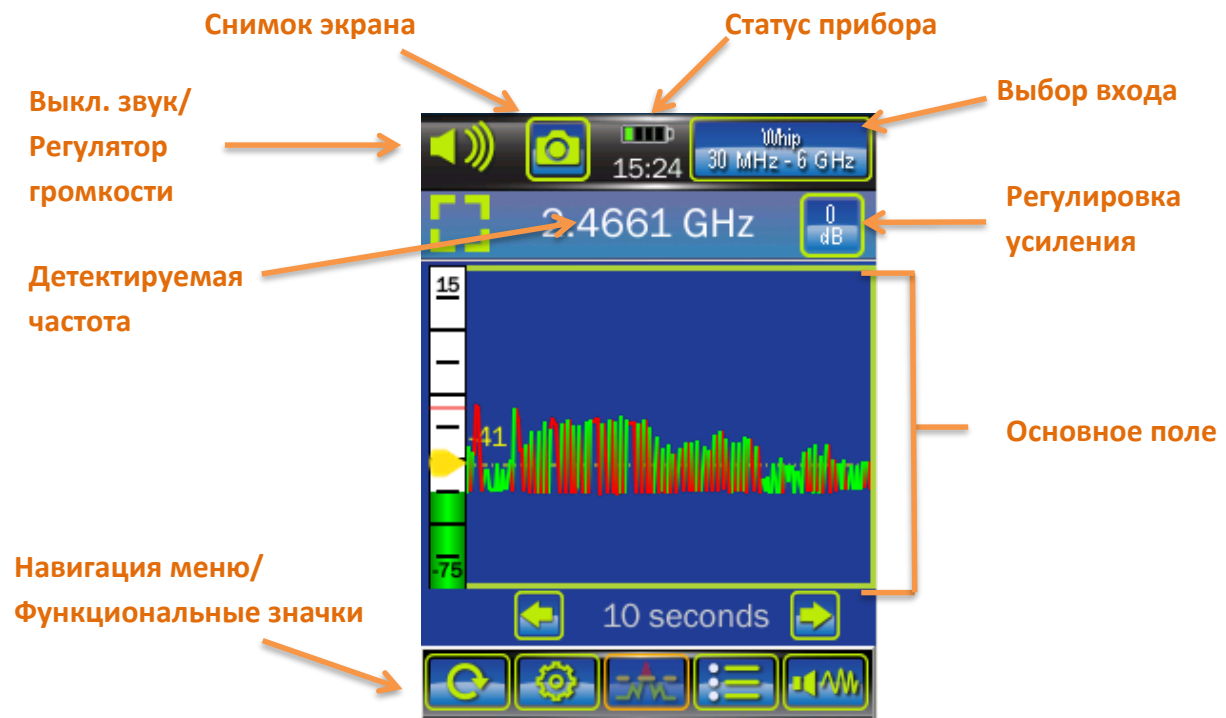 Снимок экрана
Статус прибора
Выкл. звук/
Регулятор
громкости
Выбор входа
Whip
30 MHz - 6 GHz
15:24
2.4661 GHz
0
dB
Регулировка
усиления
Детектируемая
частота
15
-41
-75
Основное поле
Навигация меню/
Функциональные значки
10 seconds